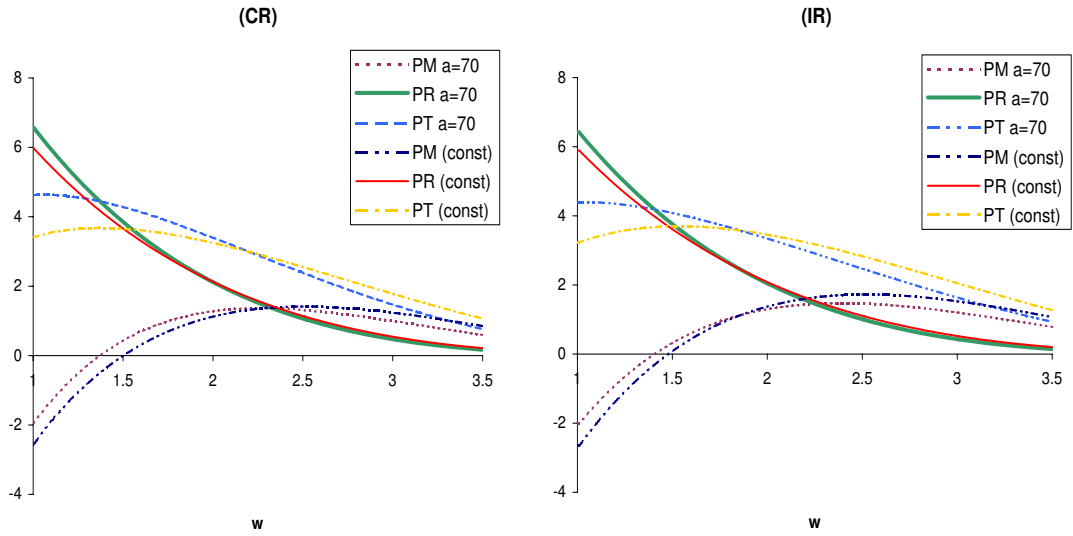 (CR)
PM a=70
PR a=70
PT a=70
PM (const)
PR (const)
PT (const)
8
6
4
2
0
-2
-4
1
1.5
2
2.5
3
3.5
w
(IR)
PM a=70
PR a=70
PT a=70
PM (const)
PR (const)
PT (const)
8
6
4
2
0
-2
-4
1
1.5
2
2.5
3
3.5
w